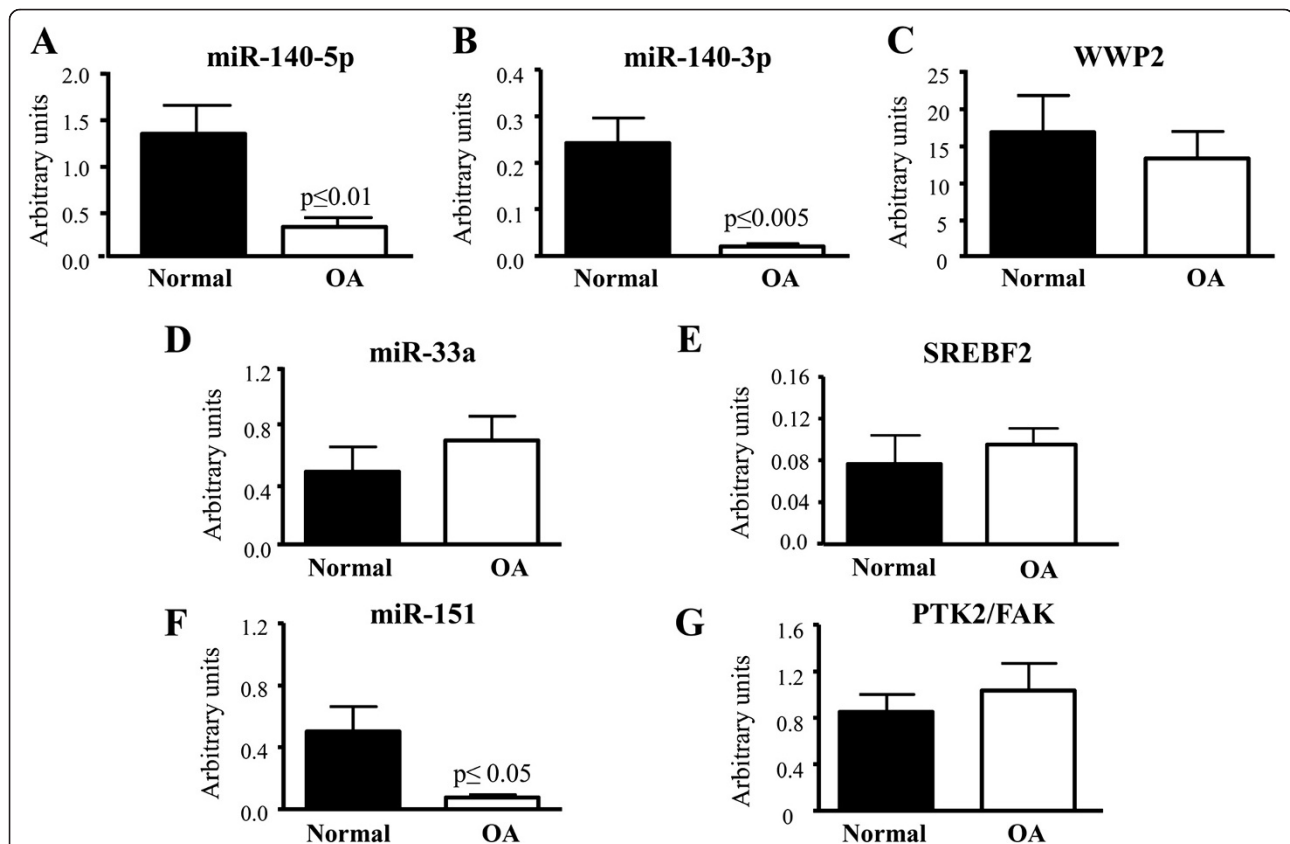 A
miR-140-5p
Arbitrary units
2.0
1.5
1.0
0.5
0.0
p≤0.01
Normal OA
B
miR-140-3p
Arbitrary units
0.4
0.3
0.2
0.1
0.0
p≤0.005
Normal OA
C
WWP2
Arbitrary units
25
20
15
10
5
0
Normal OA
D
miR-33a
Arbitrary units
1.2
0.8
0.4
0.0
Normal OA
E
SREBF2
Arbitrary units
0.16
0.12
0.08
0.04
0.0
Normal OA
F
miR-151
Arbitrary units
1.2
0.8
0.4
0.0
p≤ 0.05
Normal OA
G
PTK2/FAK
Arbitrary units
1.6
1.2
0.8
0.4
0
Normal OA